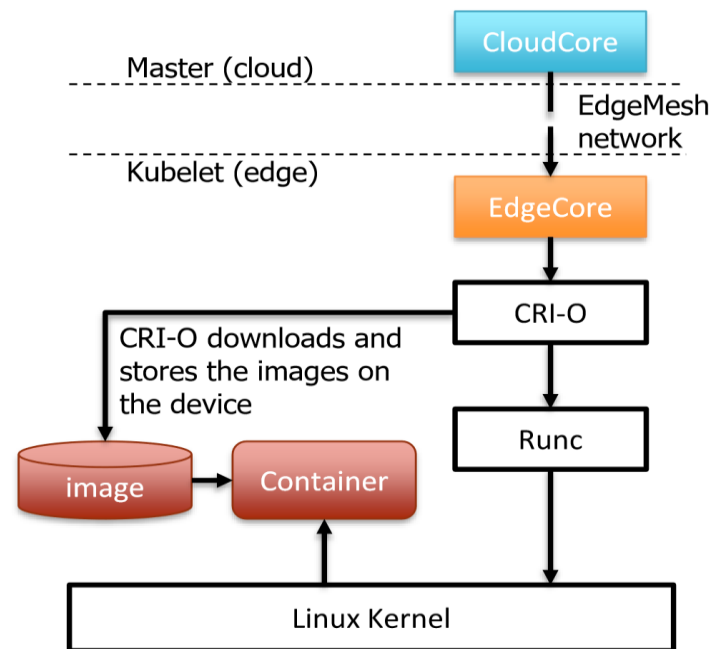 CloudCore
Master (cloud)
EdgeMesh
network
Kubelet (edge)
EdgeCore
CRI-O
CRI-O downloads and
stores the images on
the device
Runc
image
Container
Linux Kernel